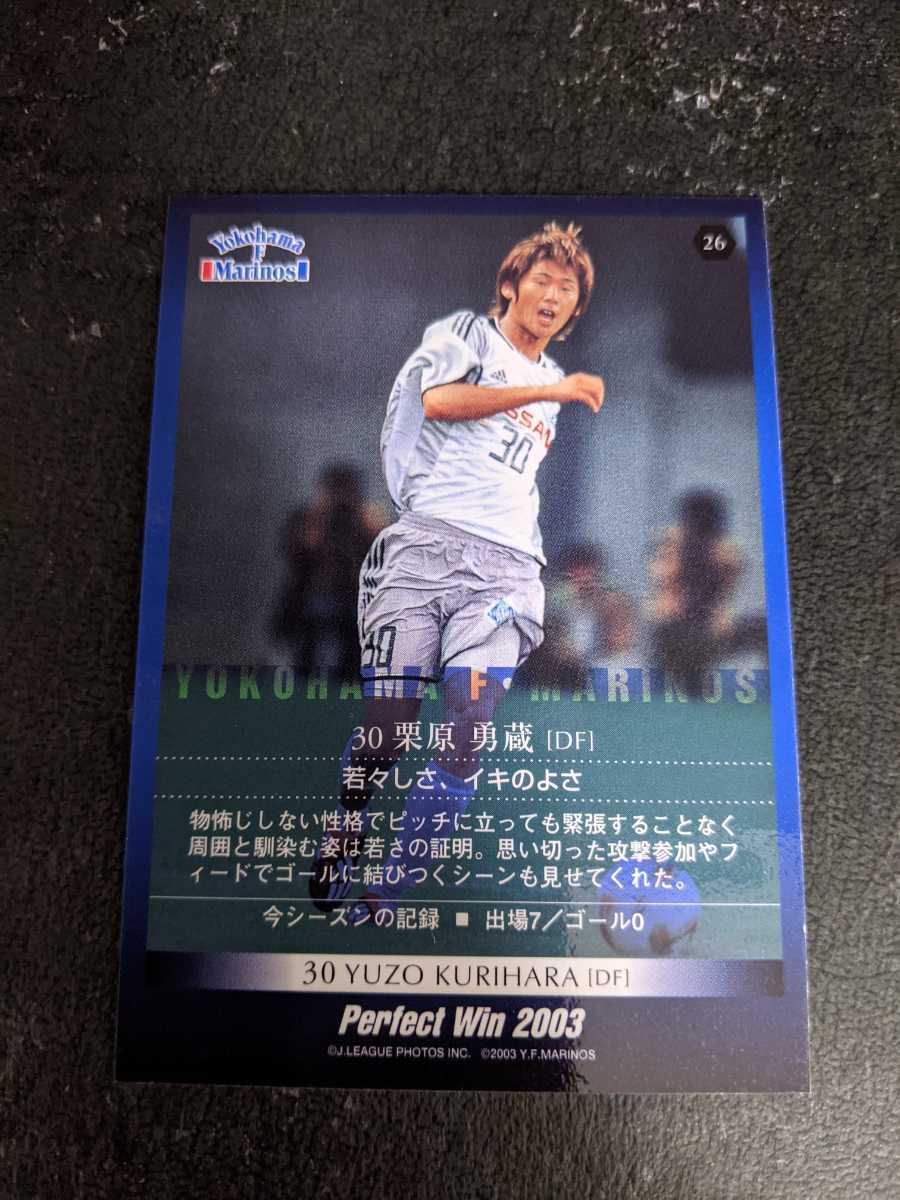 Yokohama
F
Marinos
26
NISSAN
30
30
YOKOHAMA F・MARINOS
30 栗原 勇蔵 [DF]
若々しさ、イキのよさ
物怖じしない性格でピッチに立っても緊張することなく
周囲と馴染む姿は若さの証明。思い切った攻撃参加やフ
ィードでゴールに結びつくシーンも見せてくれた。
今シーズンの記録 ■ 出場7／ゴール0
30 YUZO KURIHARA [DF]
Perfect Win 2003
©J.LEAGUE PHOTOS INC. ©2003 Y.F.MARINOS